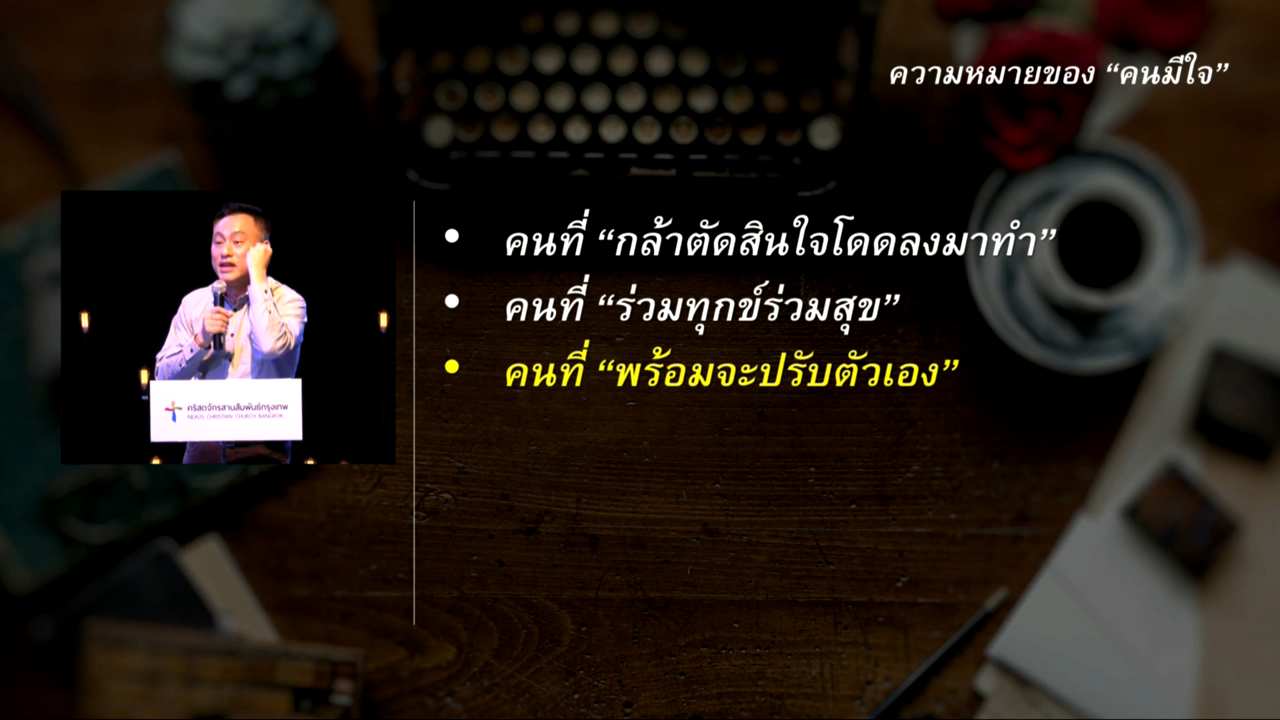 ความหมายของ “คนมีใจ”
• คนที่ “กล้าตัดสินใจโดดลงมาทำ”
• คนที่ “ร่วมทุกข์ร่วมสุข”
• คนที่ “พร้อมจะปรับตัวเอง”
คริสตจักรสานสัมพันธ์กรุงเทพ
NEXUS CHRISTIAN CHURCH BANGKOK